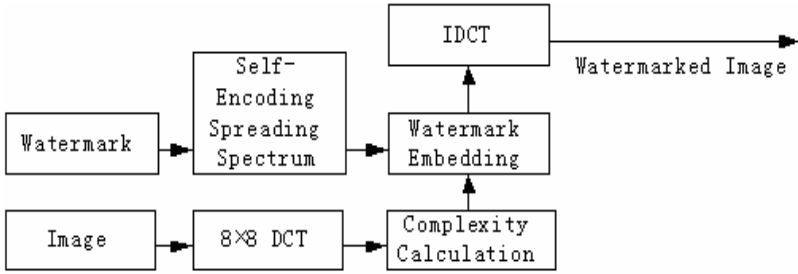 IDCT
Watermarked Image
Self-
Encoding
Spreading
Spectrum
Watermark
Watermark
Embedding
Image
8×8 DCT
Complexity
Calculation